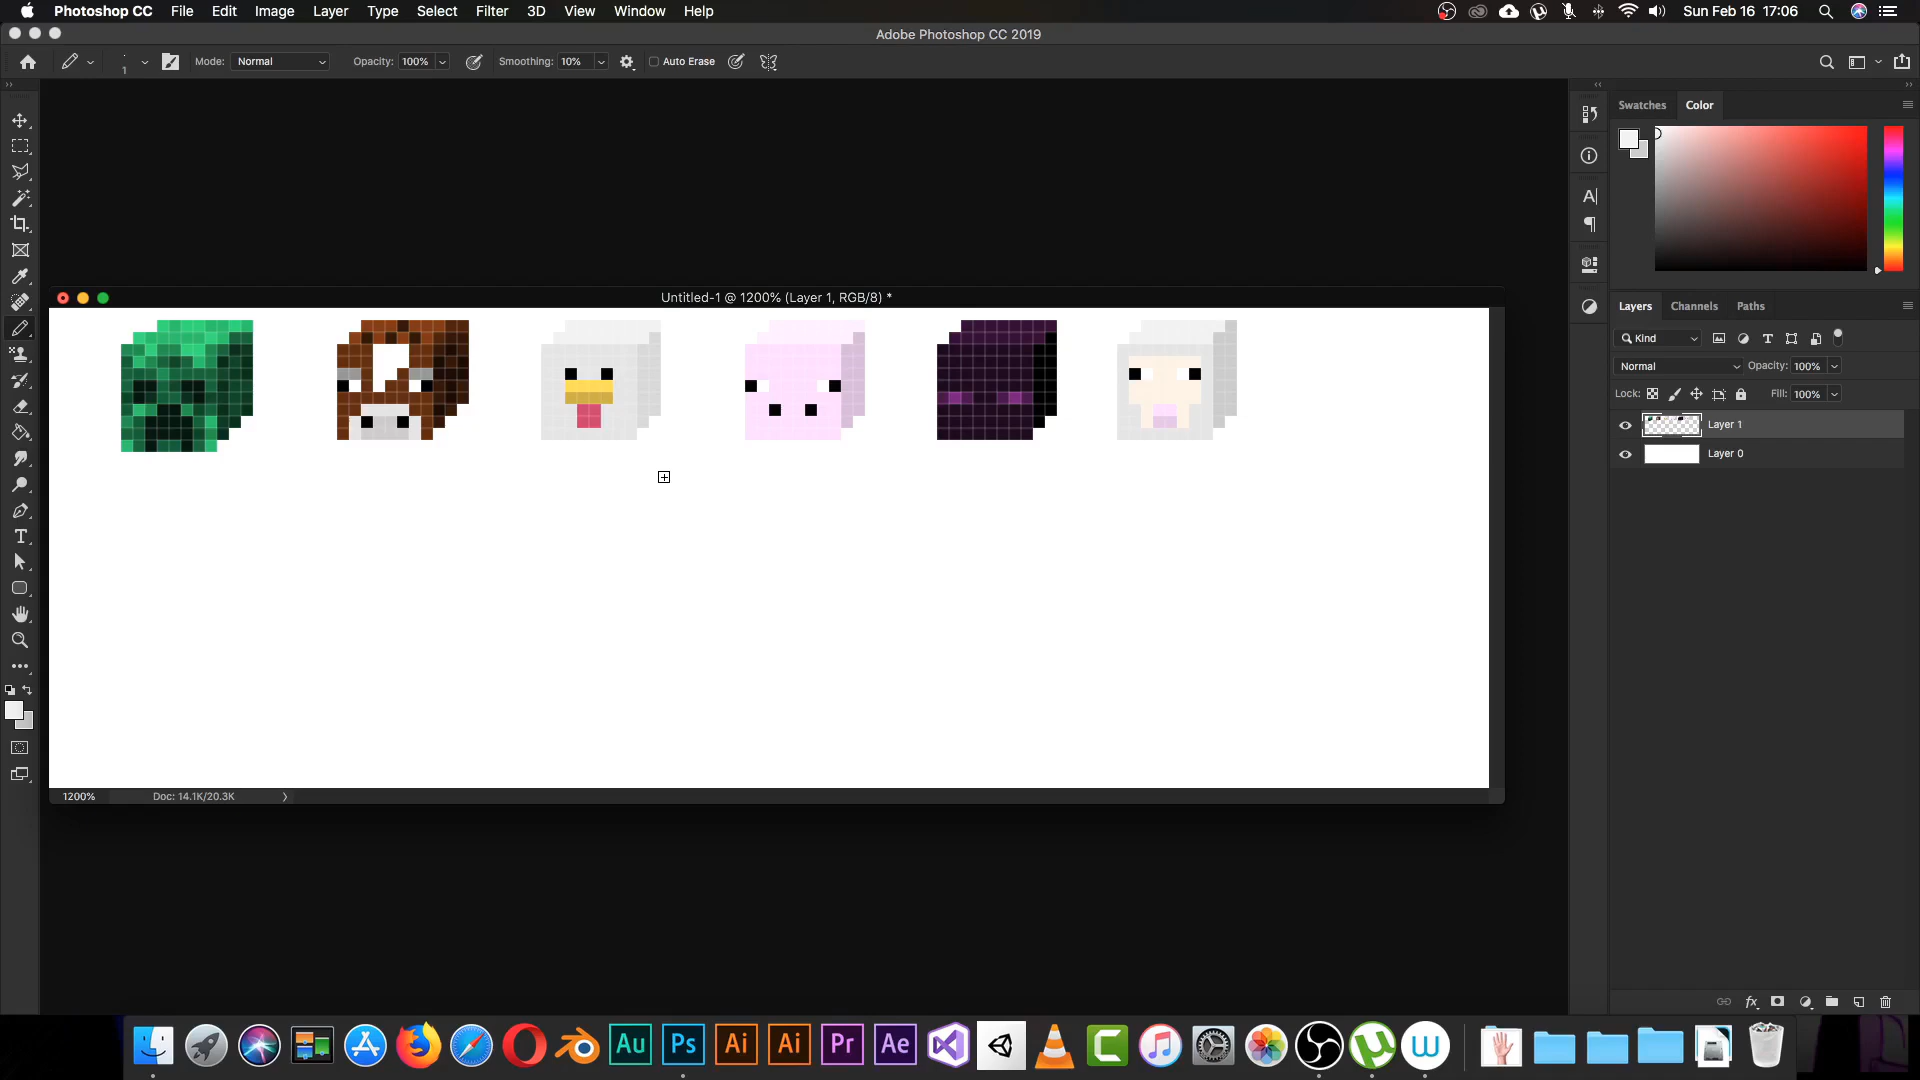 Photoshop CC File Edit Image Layer Type Select Filter 3D View Window Help Sun Feb 16 17:06
Adobe Photoshop CC 2019
1 Mode: Normal Opacity: 100% Smoothing: 10% Auto Erase
Swatches Color
Untitled-1 @ 1200% (Layer 1, RGB/8) *
Layers Channels Paths
Kind
Normal Opacity: 100%
Lock: Fill: 100%
Layer 1
Layer 0
1200% Doc: 14.1K/20.3K
Au Ps Ai Ai Pr Ae